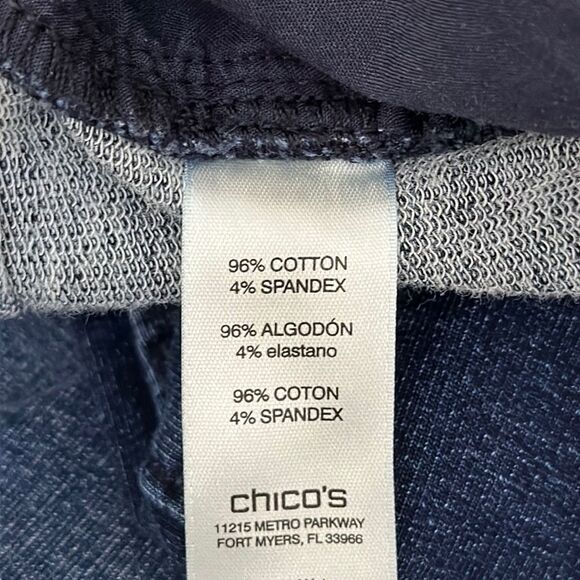 96% COTTON
4% SPANDEX
96% ALGODÓN
4% elastano
96% COTON
4% SPANDEX
chico's
11215 METRO PARKWAY
FORT MYERS, FL 33966